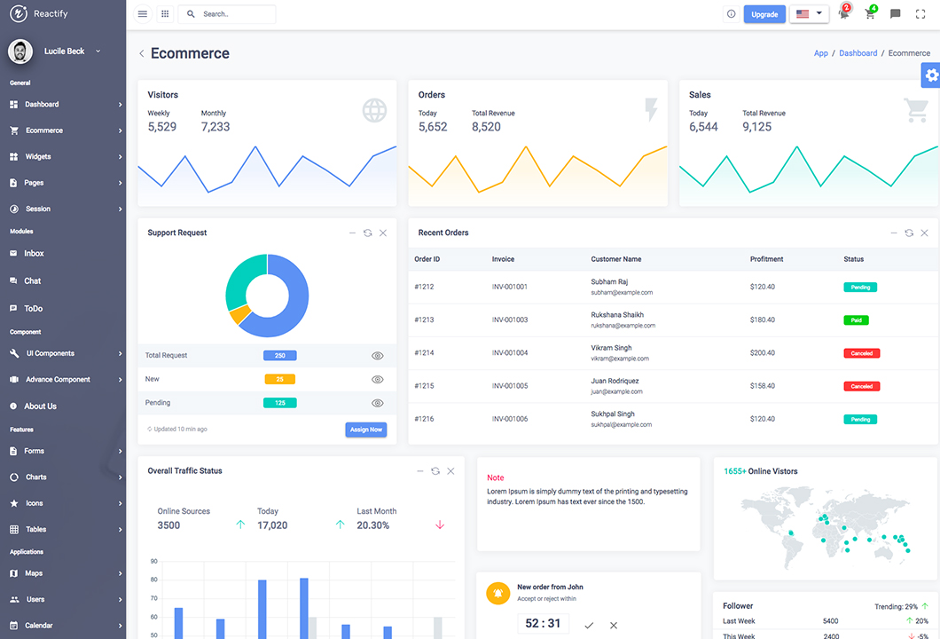 Reactify
Search..
Upgrade
2
4
Lucile Beck
Ecommerce
App / Dashboard / Ecommerce
General
Dashboard
Ecommerce
Widgets
Pages
Session
Modules
Inbox
Chat
ToDo
Component
UI Components
Advance Component
About Us
Features
Forms
Charts
Icons
Tables
Applications
Maps
Users
Calendar
Visitors
Weekly Monthly
5,529 7,233
Orders
Today Total Revenue
5,652 8,520
Sales
Today Total Revenue
6,544 9,125
Support Request
Total Request 250
New 25
Pending 125
Updated 10 min ago
Assign Now
Recent Orders
Order ID Invoice Customer Name Profitment Status
#1212 INV-001001 Subham Raj $120.40 Pending
subham@example.com
#1213 INV-001003 Rukshana Shaikh $180.40 Paid
rukshana@example.com
#1214 INV-001004 Vikram Singh $200.40 Canceled
vikram@example.com
#1215 INV-001005 Juan Rodriquez $158.40 Canceled
juan@example.com
#1216 INV-001006 Sukhpal Singh $120.40 Pending
sukhpal@example.com
Overall Traffic Status
Online Sources Today Last Month
3500 17,020 20.30%
90
80
70
60
50
Note
Lorem Ipsum is simply dummy text of the printing and typesetting
industry. Lorem Ipsum has text ever since the 1500.
New order from John
Accept or reject within
52 : 31
1655+ Online Vistors
Follower Trending: 29%
Last Week 5400 20%
This Week 2400 -5%